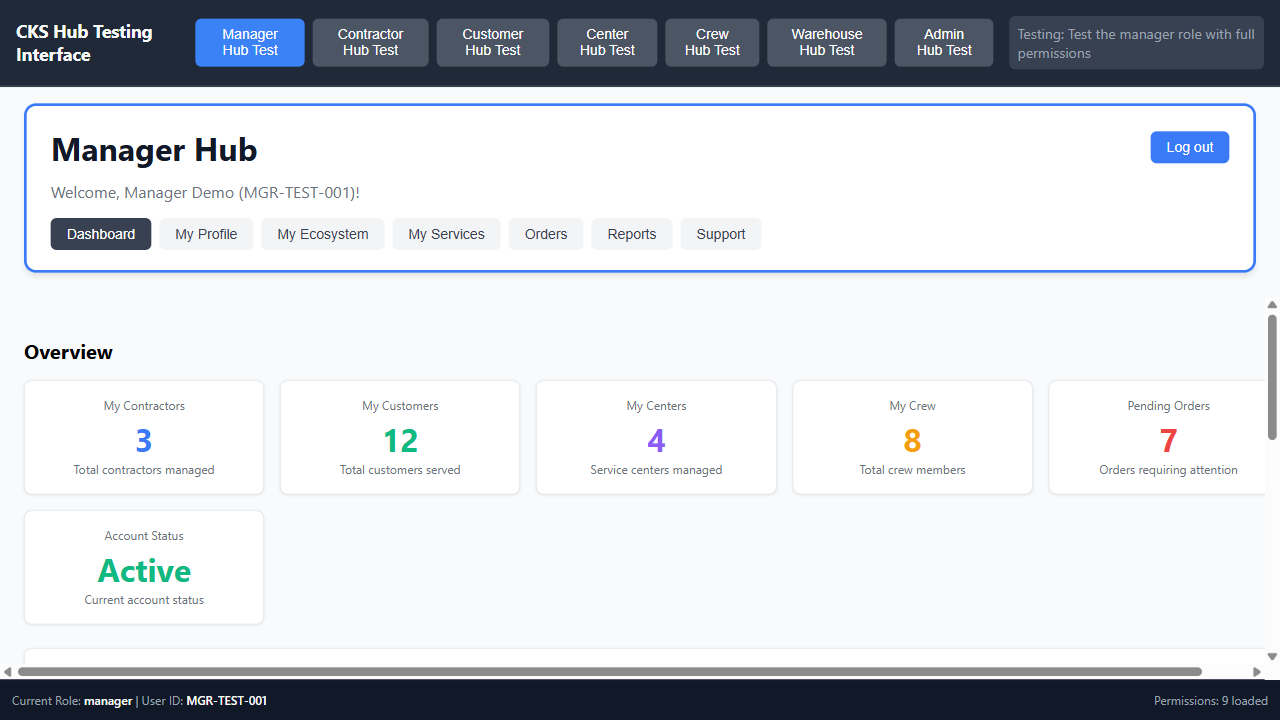 CKS Hub Testing
Interface
Manager
Hub Test
Contractor
Hub Test
Customer
Hub Test
Center
Hub Test
Crew
Hub Test
Warehouse
Hub Test
Admin
Hub Test
Testing: Test the manager role with full
permissions
Manager Hub
Log out
Welcome, Manager Demo (MGR-TEST-001)!
Dashboard
My Profile
My Ecosystem
My Services
Orders
Reports
Support
Overview
My Contractors
3
Total contractors managed
My Customers
12
Total customers served
My Centers
4
Service centers managed
My Crew
8
Total crew members
Pending Orders
7
Orders requiring attention
Account Status
Active
Current account status
Current Role: manager | User ID: MGR-TEST-001
Permissions: 9 loaded